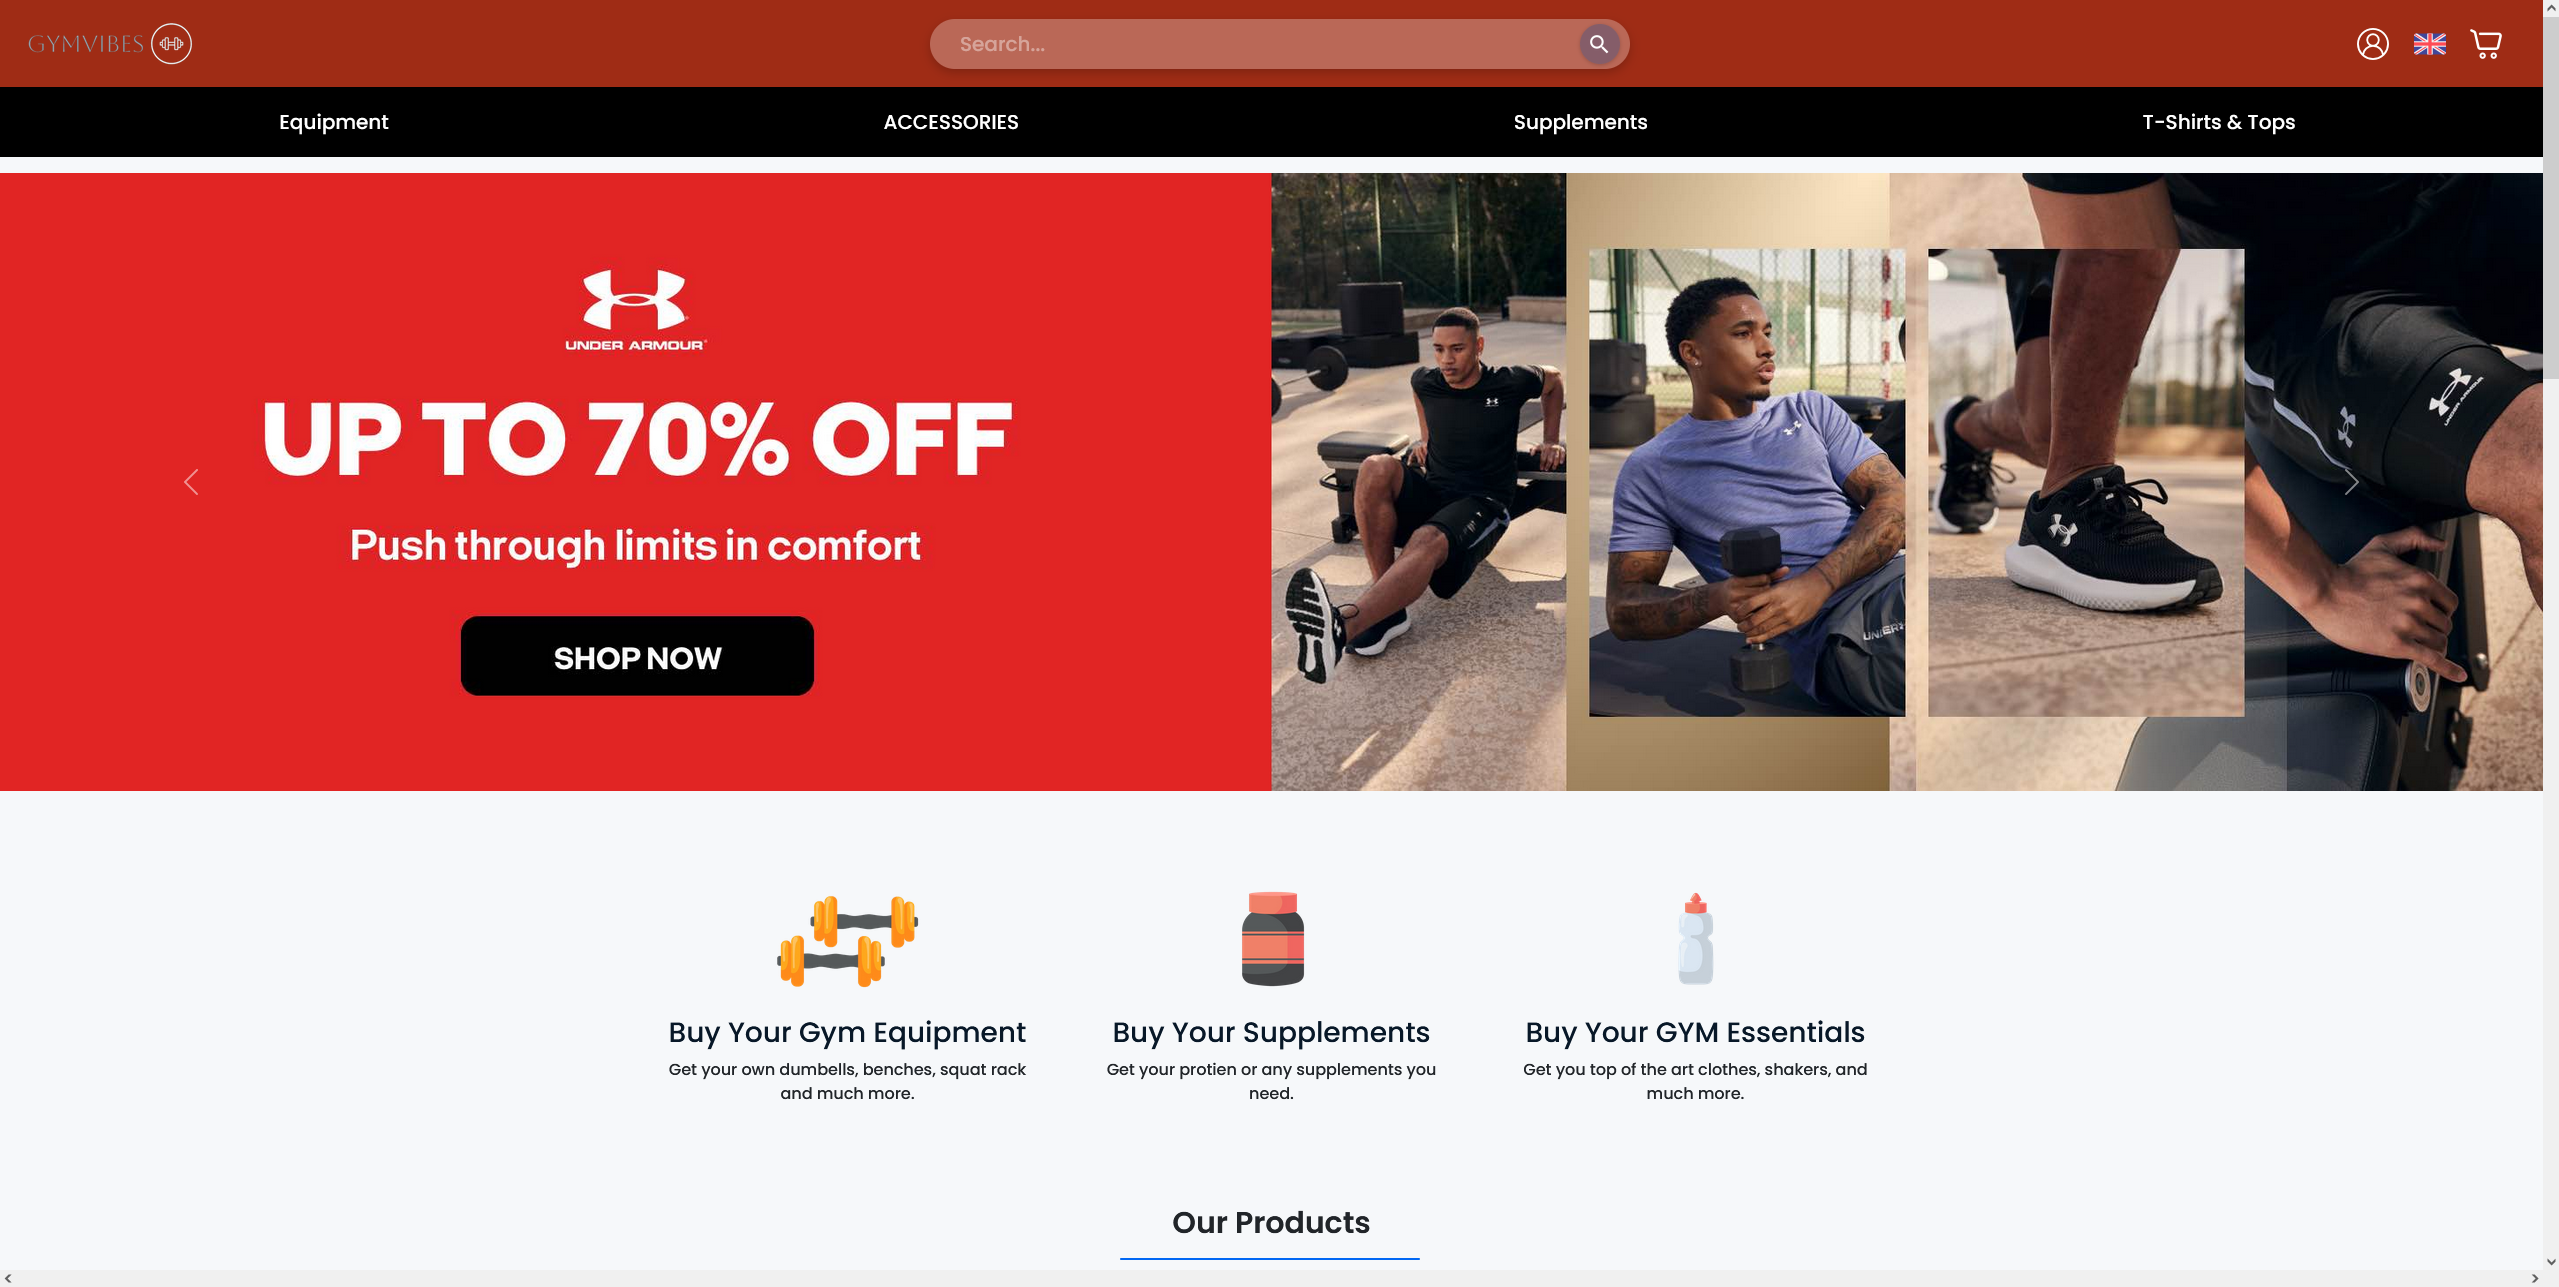 GYMVIBES
Search...
Equipment
ACCESSORIES
Supplements
T-Shirts & Tops
UNDER ARMOUR
UP TO 70% OFF
Push through limits in comfort
SHOP NOW
UNDER ARMOUR
Buy Your Gym Equipment
Get your own dumbells, benches, squat rack
and much more.
Buy Your Supplements
Get your protien or any supplements you
need.
Buy Your GYM Essentials
Get you top of the art clothes, shakers, and
much more.
Our Products